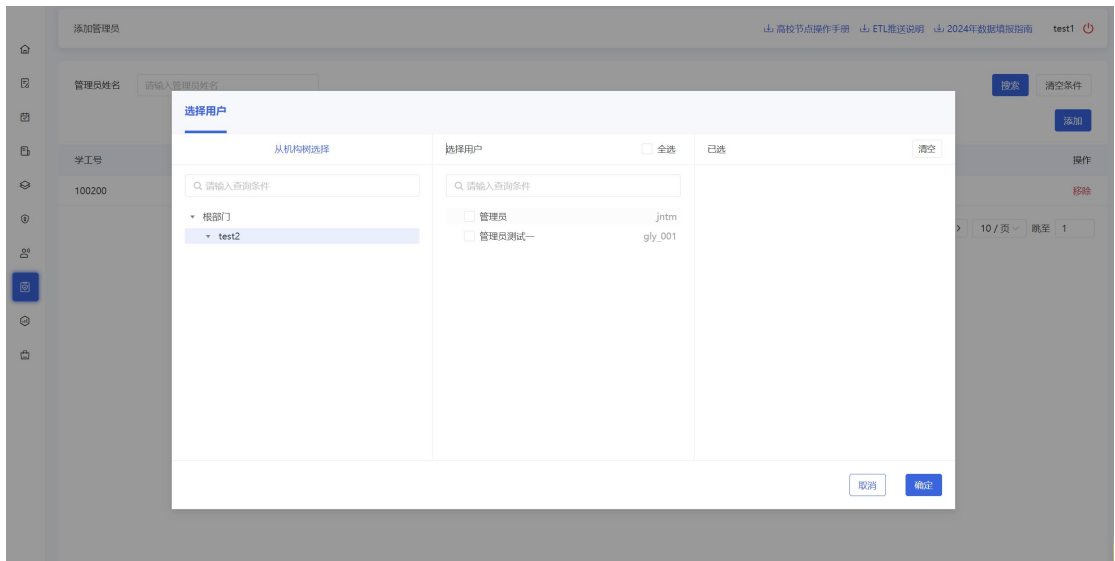 添加管理员 高校节点操作手册 ETL推送说明 2024年数据填报指南 test1
管理员姓名 请输入管理员姓名 搜索 清空条件
选择用户
添加
从机构树选择 选择用户 全选 已选 清空
学工号 操作
请输入查询条件 请输入查询条件
100200 移除
根部门 管理员 jntm
test2 管理员测试一 gly_001
10 / 页 跳至 1
取消 确定